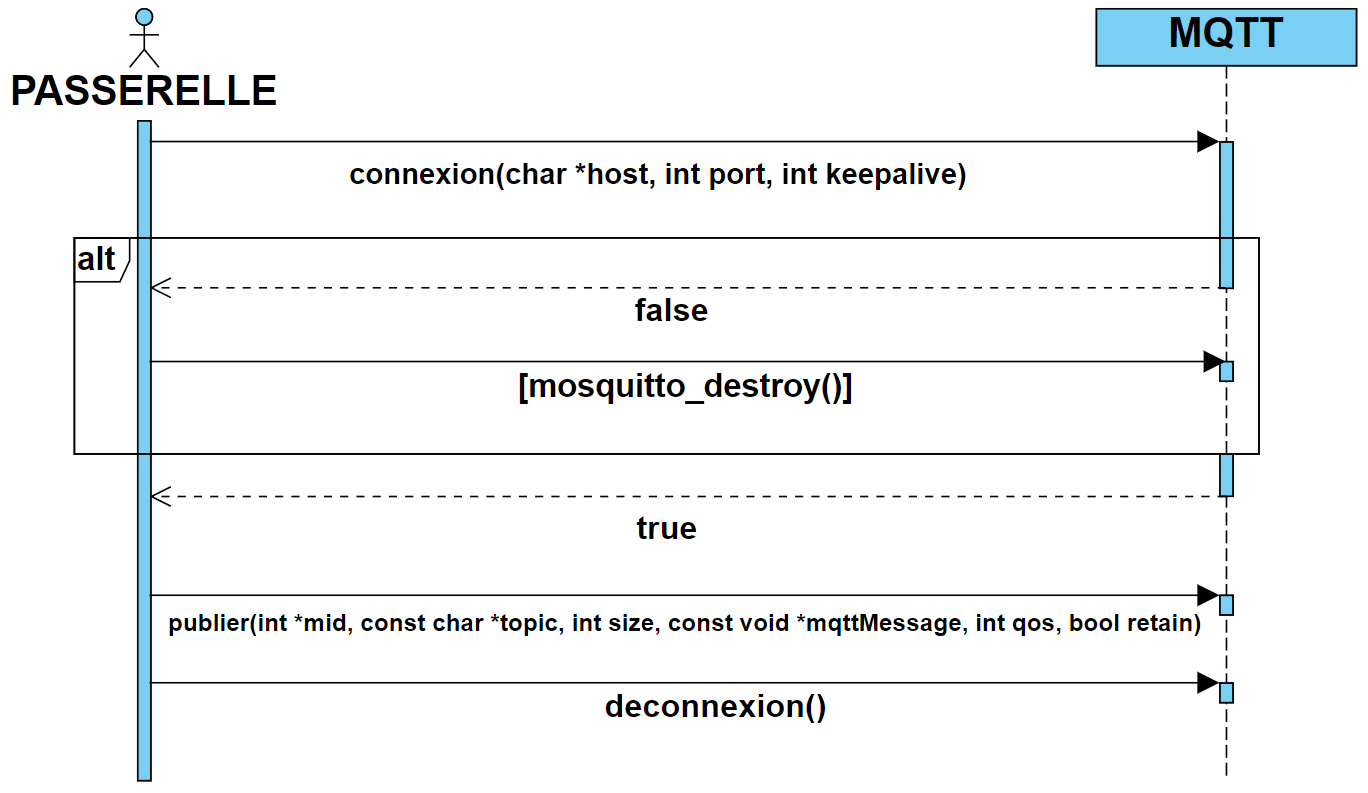 MQTT
PASSERELLE
connexion(char *host, int port, int keepalive)
alt
false
[mosquitto_destroy()]
true
publier(int *mid, const char *topic, int size, const void *mqttMessage, int qos, bool retain)
deconnexion()